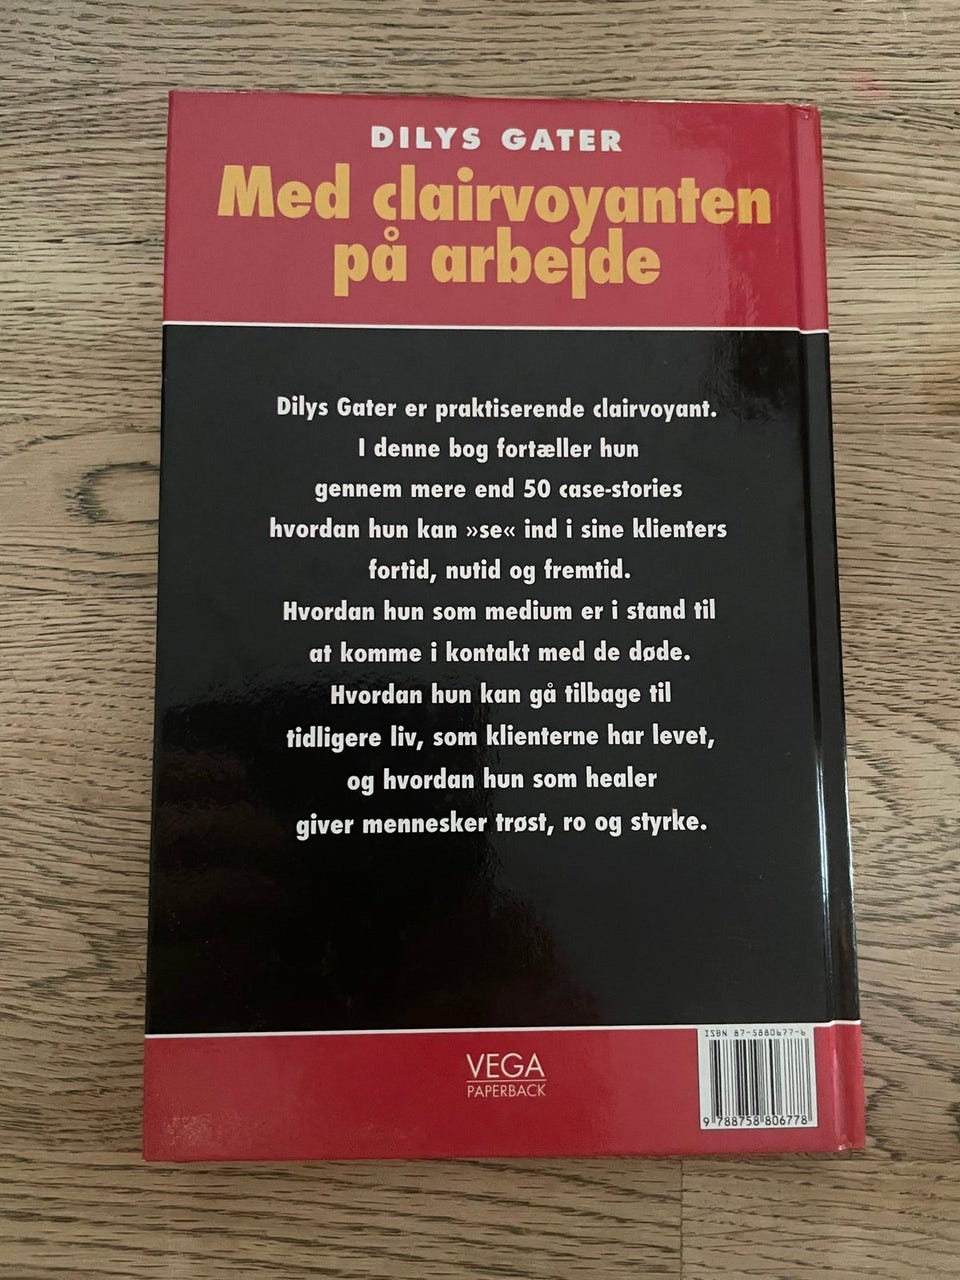 DILYS GATER
Med clairvoyanten
på arbejde
Dilys Gater er praktiserende clairvoyant.
I denne bog fortæller hun
gennem mere end 50 case-stories
hvordan hun kan »se« ind i sine klienters
fortid, nutid og fremtid.
Hvordan hun som medium er i stand til
at komme i kontakt med de døde.
Hvordan hun kan gå tilbage til
tidligere liv, som klienterne har levet,
og hvordan hun som healer
giver mennesker trøst, ro og styrke.
VEGA
PAPERBACK
ISBN 87-5880677-6
9 788758 806778